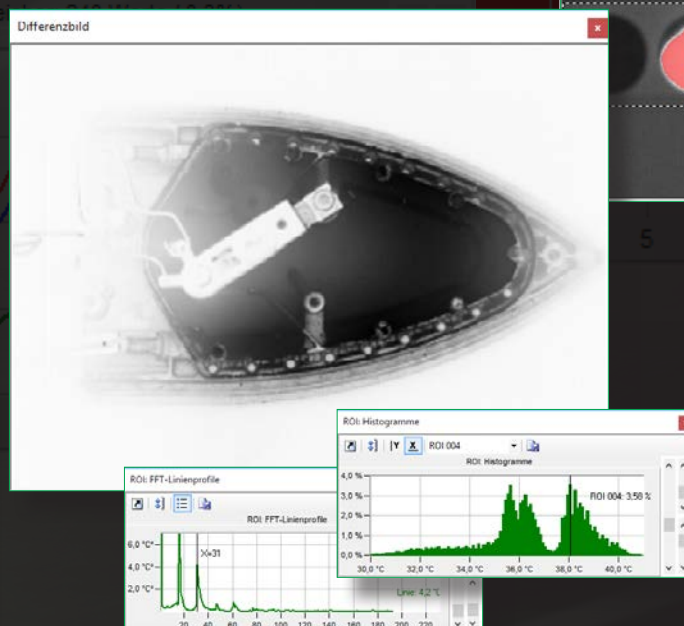 Differenzbild
x
5
ROI: Histogramme
|Y X ROI 004
ROI: Histogramme
4,0 %
3,0 %
2,0 %
1,0 %
0,0 %
ROI 004: 3,58 %
30,0 °C 32,0 °C 34,0 °C 36,0 °C 38,0 °C 40,0 °C
ROI: FFT-Linienprofile
ROI: FFT-Linienprofile
6,0 °C
4,0 °C
2,0 °C
X=31
Linie: 4,2 °C
20 40 60 80 100 120 140 160 180 200 220